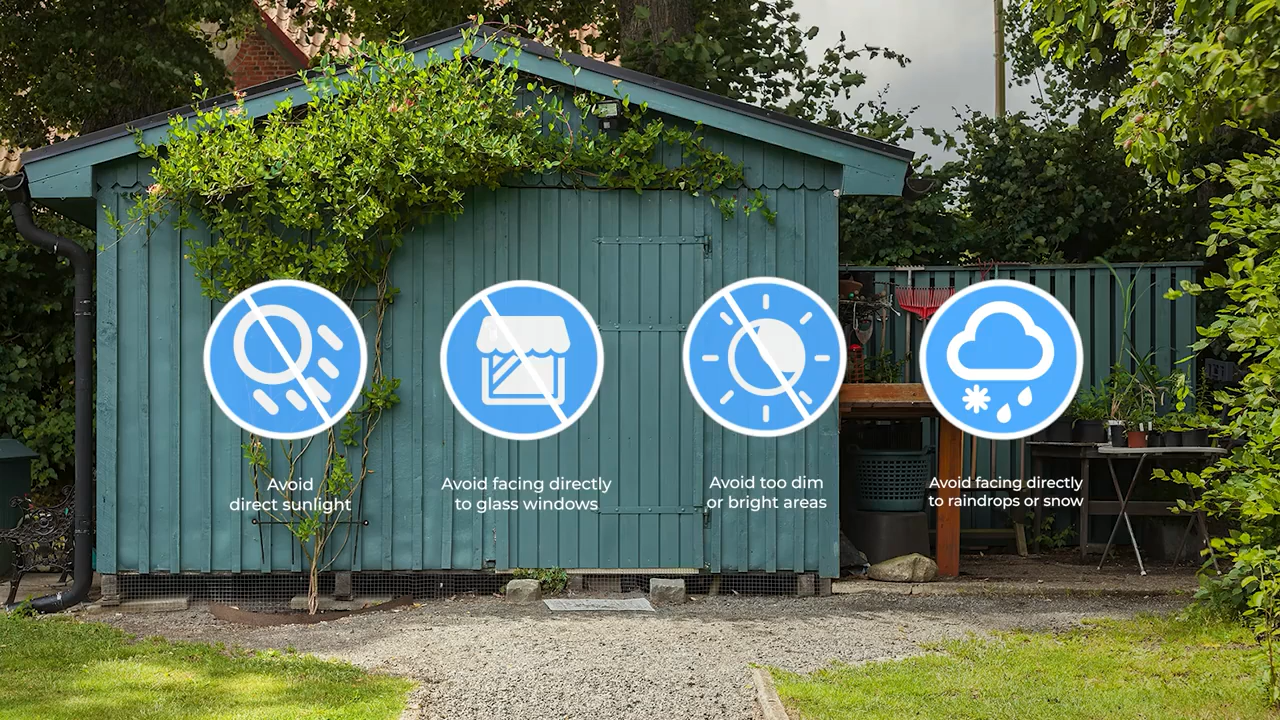 Avoid
direct sunlight
Avoid facing directly
to glass windows
Avoid too dim
or bright areas
Avoid facing directly
to raindrops or snow